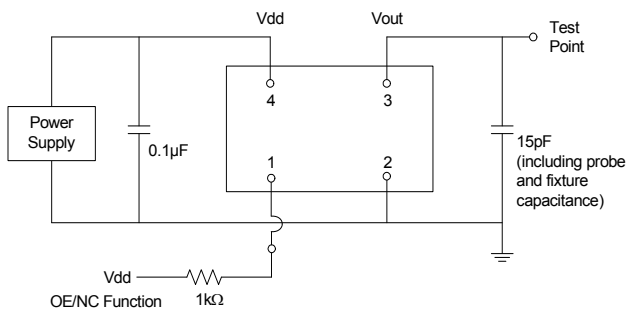 Vdd
Vout
Test
Point
4
3
Power
Supply
0.1µF
1
2
15pF
(including probe
and fixture
capacitance)
Vdd
OE/NC Function
1kΩ